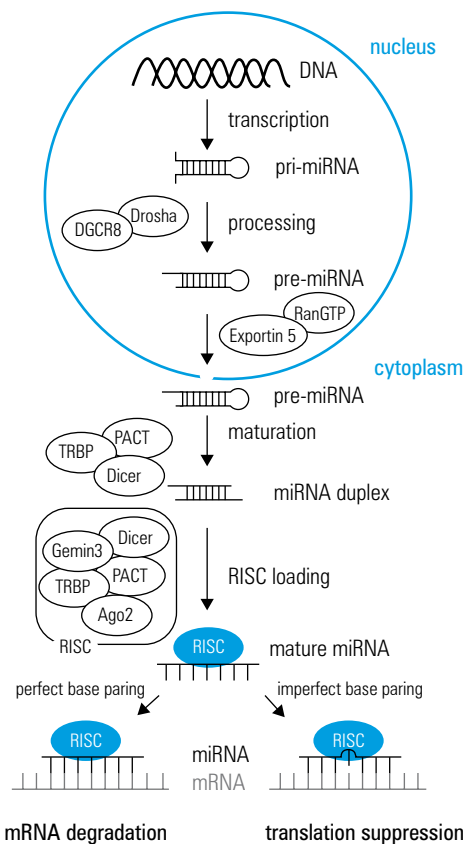 nucleus
DNA
transcription
pri-miRNA
Drosha
DGCR8
processing
pre-miRNA
RanGTP
Exportin 5
cytoplasm
pre-miRNA
maturation
PACT
TRBP
Dicer
miRNA duplex
Dicer
Gemin3
PACT
TRBP
Ago2
RISC
RISC loading
RISC
mature miRNA
perfect base paring
imperfect base paring
RISC
RISC
miRNA
mRNA
mRNA degradation
translation suppression